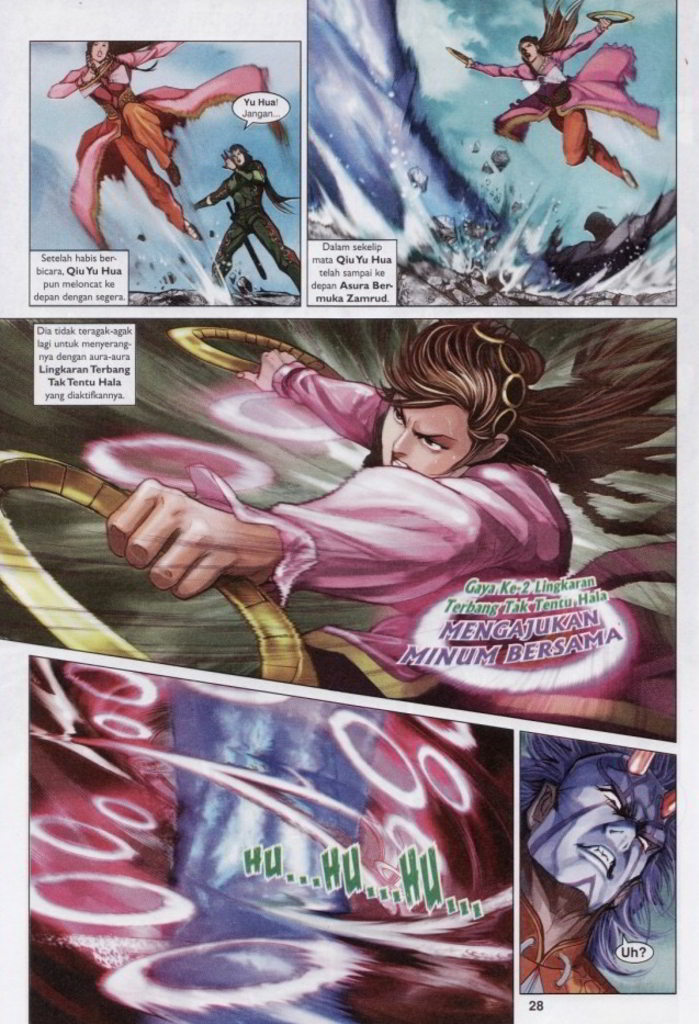 Yu Hua!
Jangan...
Setelah habis ber-
bicara, Qiu Yu Hua
pun meloncat ke
depan dengan segera.
Dalam sekelip
mata Qiu Yu Hua
telah sampai ke
depan Asura Ber-
muka Zamrud.
Dia tidak teragak-agak
lagi untuk menyerang-
nya dengan aura-aura
Lingkaran Terbang
Tak Tentu Hala
yang diaktifkannya.
Gaya Ke-2 Lingkaran
Terbang Tak Tentu Hala
MENGAJUKAN
MINUM BERSAMA
HU...HU...HU...
Uh?
28